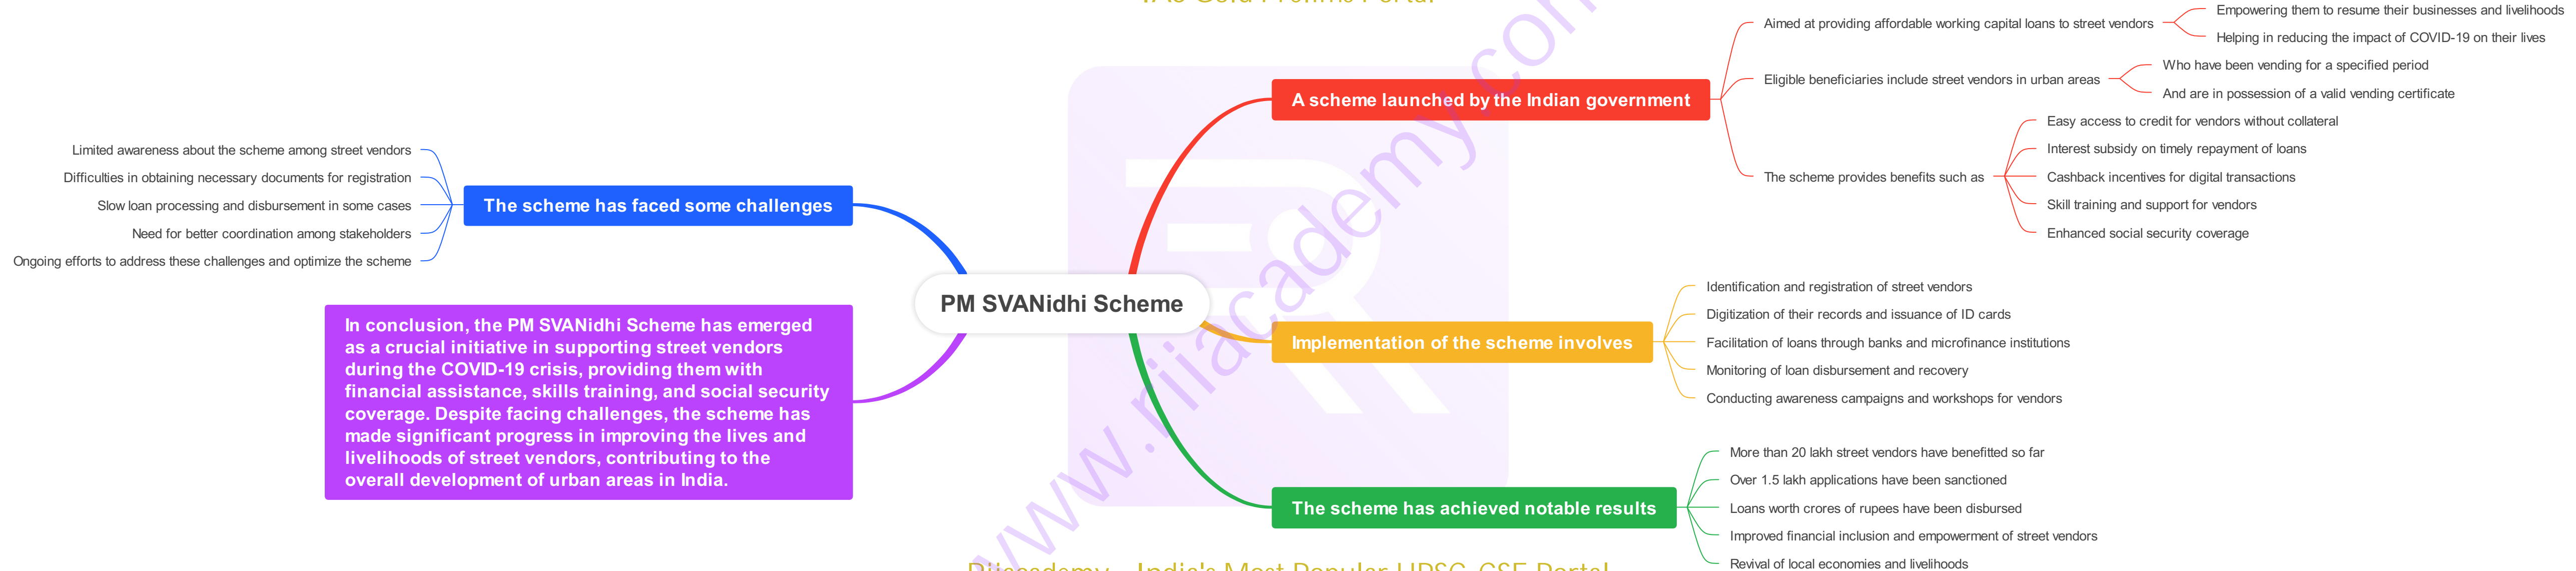 PM SVANidhi Scheme
A scheme launched by the Indian government
Aimed at providing affordable working capital loans to street vendors
Empowering them to resume their businesses and livelihoods
Helping in reducing the impact of COVID-19 on their lives
Eligible beneficiaries include street vendors in urban areas
Who have been vending for a specified period
And are in possession of a valid vending certificate
The scheme provides benefits such as
Easy access to credit for vendors without collateral
Interest subsidy on timely repayment of loans
Cashback incentives for digital transactions
Skill training and support for vendors
Enhanced social security coverage
Implementation of the scheme involves
Identification and registration of street vendors
Digitization of their records and issuance of ID cards
Facilitation of loans through banks and microfinance institutions
Monitoring of loan disbursement and recovery
Conducting awareness campaigns and workshops for vendors
The scheme has achieved notable results
More than 20 lakh street vendors have benefitted so far
Over 1.5 lakh applications have been sanctioned
Loans worth crores of rupees have been disbursed
Improved financial inclusion and empowerment of street vendors
Revival of local economies and livelihoods
The scheme has faced some challenges
Limited awareness about the scheme among street vendors
Difficulties in obtaining necessary documents for registration
Slow loan processing and disbursement in some cases
Need for better coordination among stakeholders
Ongoing efforts to address these challenges and optimize the scheme
In conclusion, the PM SVANidhi Scheme has emerged
as a crucial initiative in supporting street vendors
during the COVID-19 crisis, providing them with
financial assistance, skills training, and social security
coverage. Despite facing challenges, the scheme has
made significant progress in improving the lives and
livelihoods of street vendors, contributing to the
overall development of urban areas in India.
India's Most Popular UPSC CSE Portal